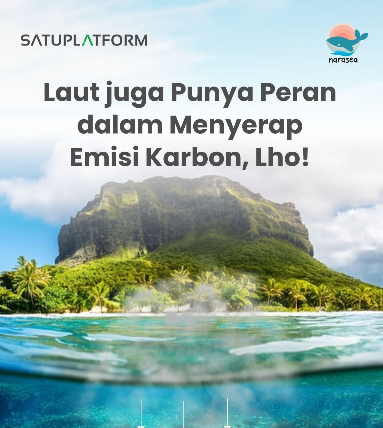 SATUPLATFORM
narasea
Laut juga Punya Peran
dalam Menyerap
Emisi Karbon, Lho!